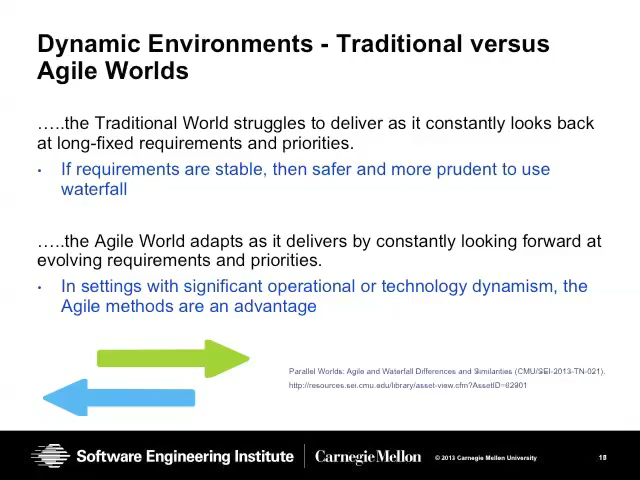 Dynamic Environments - Traditional versus
Agile Worlds
…..the Traditional World struggles to deliver as it constantly looks back
at long-fixed requirements and priorities.
• If requirements are stable, then safer and more prudent to use
waterfall
…..the Agile World adapts as it delivers by constantly looking forward at
evolving requirements and priorities.
• In settings with significant operational or technology dynamism, the
Agile methods are an advantage
Parallel Worlds: Agile and Waterfall Differences and Similarities (CMU/SEI-2013-TN-021).
http://resources.sei.cmu.edu/library/asset-view.cfm?AssetID=62901
Software Engineering Institute
Carnegie Mellon
© 2013 Carnegie Mellon University